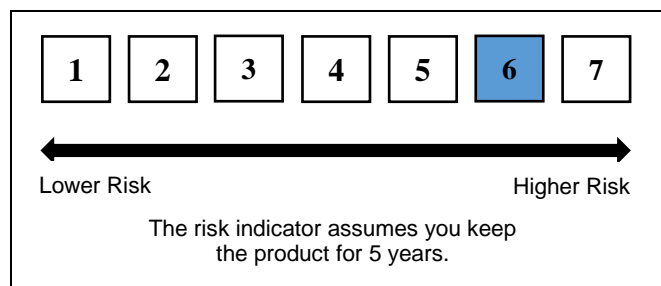 1 2 3 4 5 6 7
Lower Risk Higher Risk
The risk indicator assumes you keep
the product for 5 years.